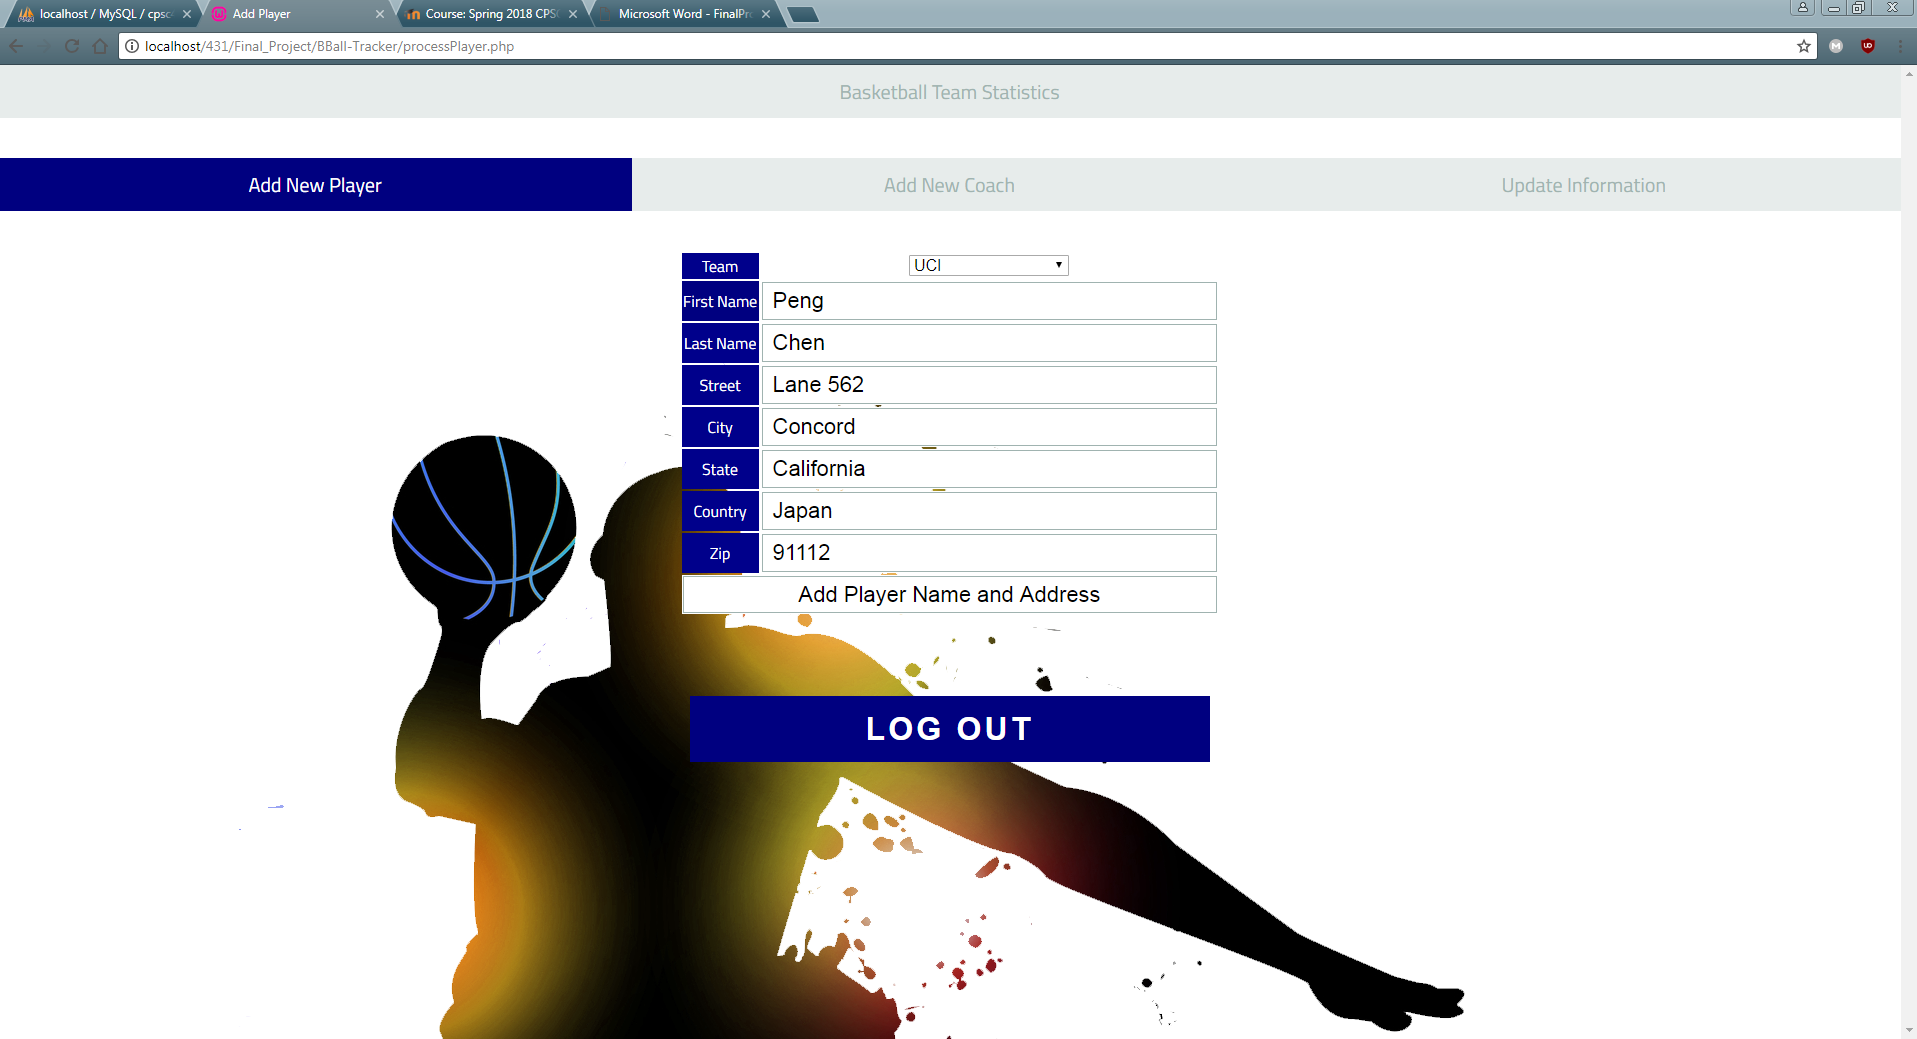 localhost / MySQL / cpsc
Add Player
Course: Spring 2018 CPS
Microsoft Word - FinalPr
localhost/431/Final_Project/BBall-Tracker/processPlayer.php
Basketball Team Statistics
Add New Player
Add New Coach
Update Information
Team UCI
First Name Peng
Last Name Chen
Street Lane 562
City Concord
State California
Country Japan
Zip 91112
Add Player Name and Address
LOG OUT